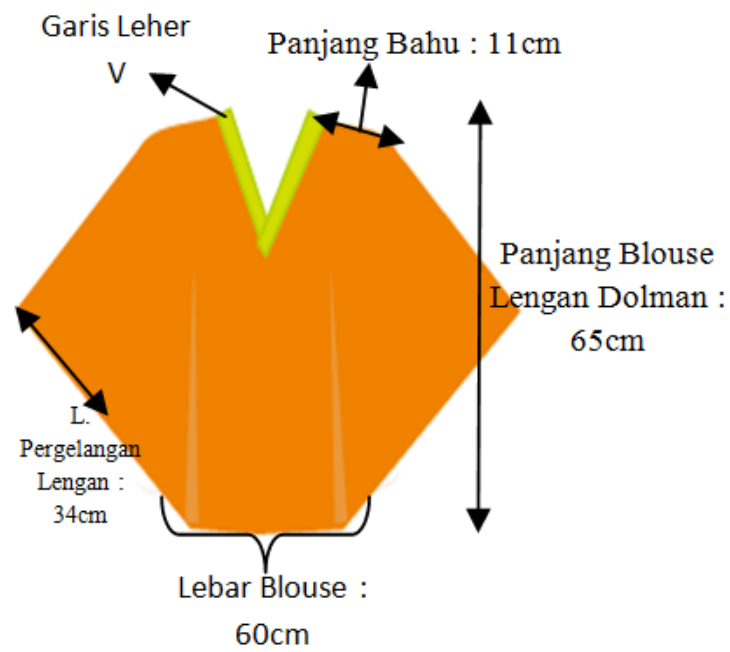 Garis Leher
V
Panjang Bahu : 11cm
Panjang Blouse
Lengan Dolman :
65cm
L.
Pergelangan
Lengan :
34cm
Lebar Blouse :
60cm